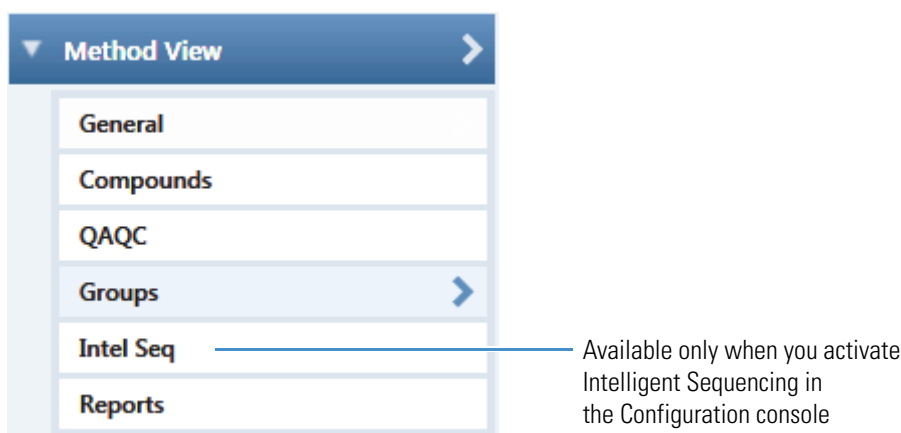 Method View
General
Compounds
QAQC
Groups
Intel Seq
Available only when you activate
Intelligent Sequencing in
the Configuration console
Reports